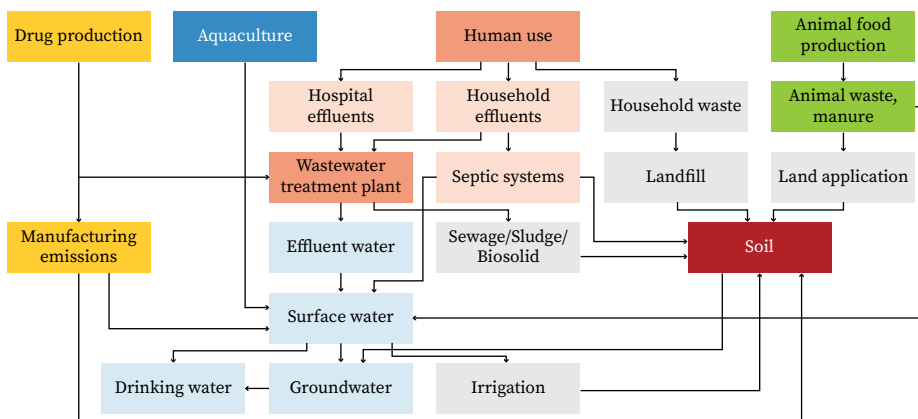 Drug production
Aquaculture
Human use
Animal food
production
Hospital
effluents
Household
effluents
Household waste
Animal waste,
manure
Wastewater
treatment plant
Septic systems
Landfill
Land application
Manufacturing
emissions
Effluent water
Sewage/Sludge/
Biosolid
Soil
Surface water
Drinking water
Groundwater
Irrigation